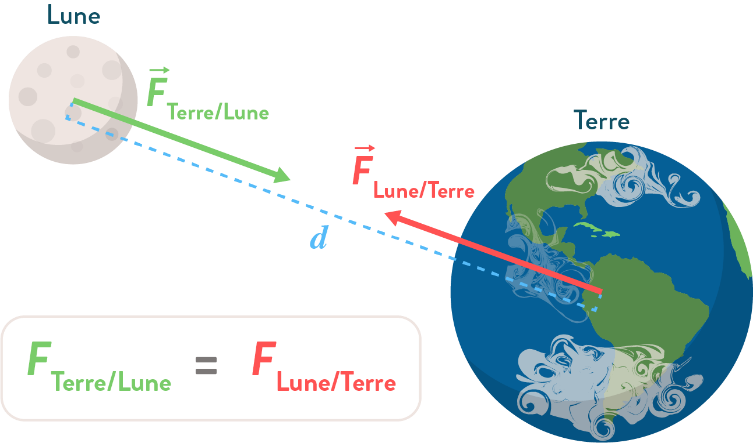 Lune
F Terre/Lune
Terre
F Lune/Terre
d
F Terre/Lune = F Lune/Terre